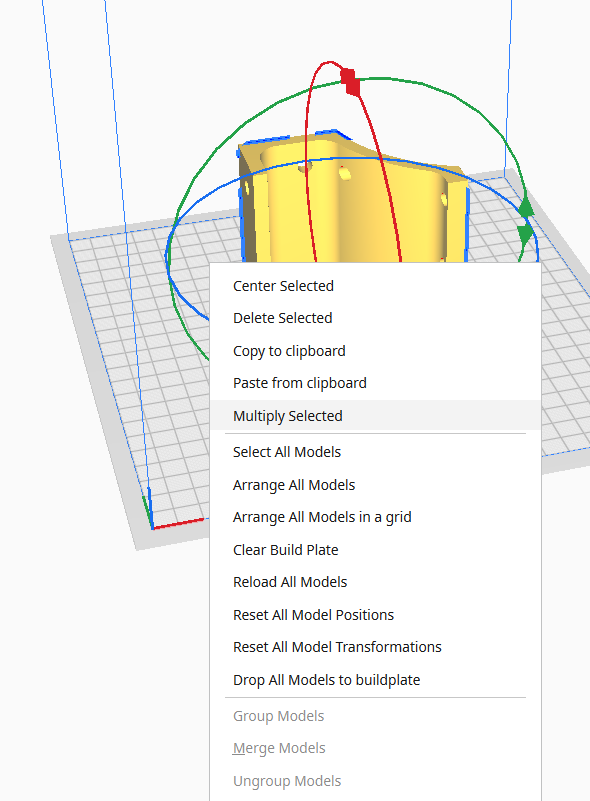 Center Selected
Delete Selected
Copy to clipboard
Paste from clipboard
Multiply Selected
Select All Models
Arrange All Models
Arrange All Models in a grid
Clear Build Plate
Reload All Models
Reset All Model Positions
Reset All Model Transformations
Drop All Models to buildplate
Group Models
Merge Models
Ungroup Models